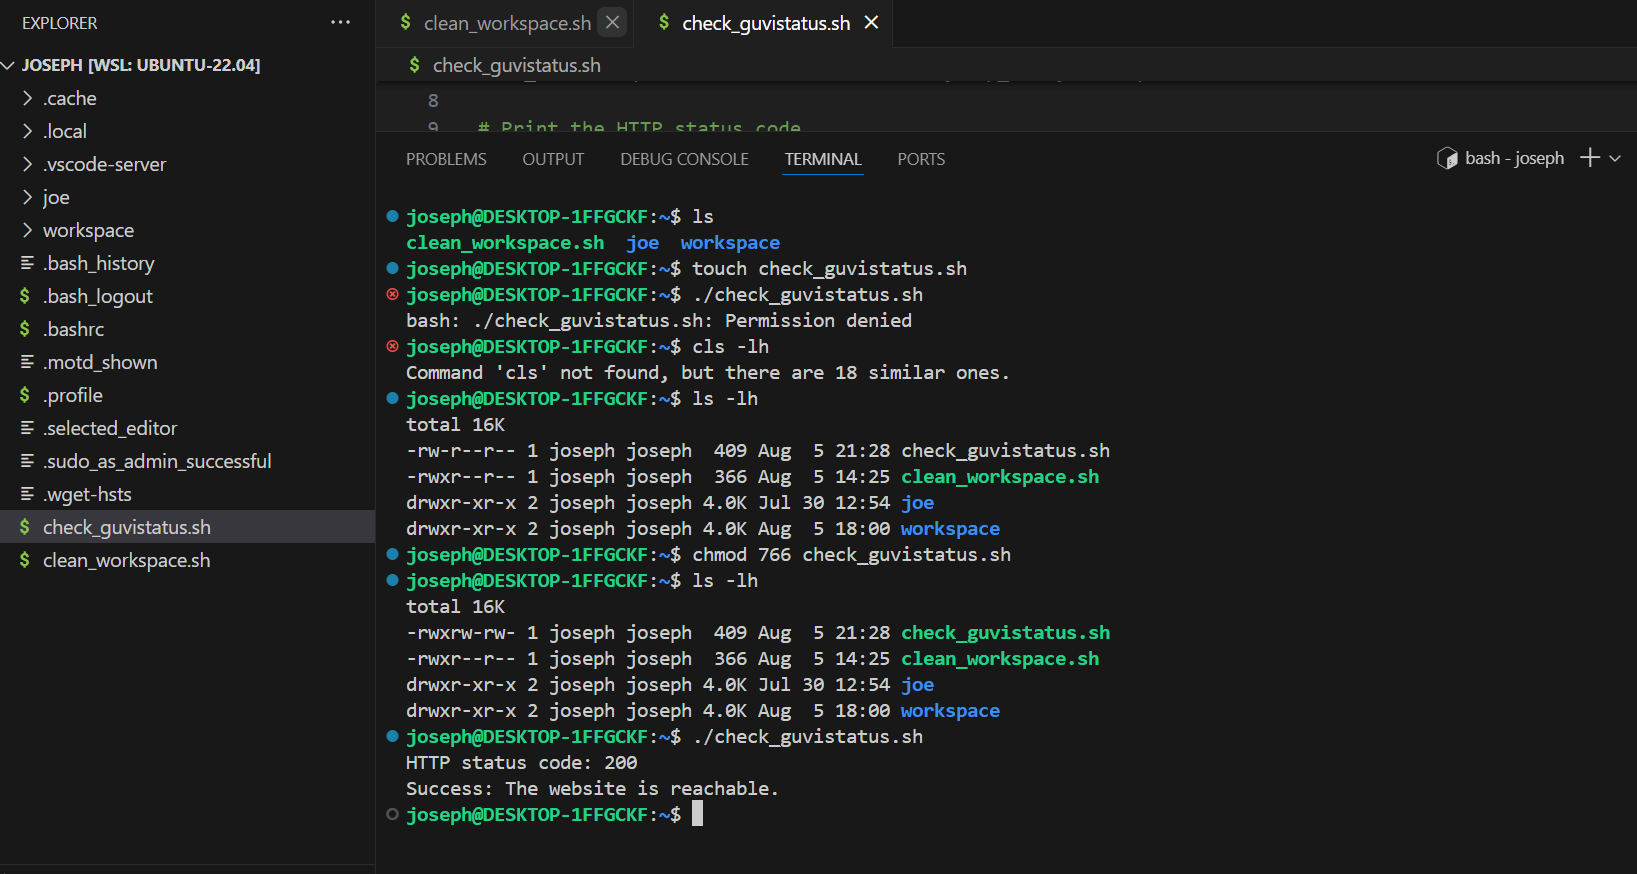 EXPLORER
JOSEPH [WSL: UBUNTU-22.04]
.cache
.local
.vscode-server
joe
workspace
.bash_history
$ .bash_logout
$ .bashrc
.motd_shown
$ .profile
.selected_editor
.sudo_as_admin_successful
.wget-hsts
$ check_guvistatus.sh
$ clean_workspace.sh
$ clean_workspace.sh
$ check_guvistatus.sh
$ check_guvistatus.sh
8
9 # Print the HTTP status code
PROBLEMS OUTPUT DEBUG CONSOLE TERMINAL PORTS
bash - joseph
joseph@DESKTOP-1FFGCKF:~$ ls
clean_workspace.sh joe workspace
joseph@DESKTOP-1FFGCKF:~$ touch check_guvistatus.sh
joseph@DESKTOP-1FFGCKF:~$ ./check_guvistatus.sh
bash: ./check_guvistatus.sh: Permission denied
joseph@DESKTOP-1FFGCKF:~$ cls -lh
Command 'cls' not found, but there are 18 similar ones.
joseph@DESKTOP-1FFGCKF:~$ ls -lh
total 16K
-rw-r--r-- 1 joseph joseph  409 Aug  5 21:28 check_guvistatus.sh
-rwxr--r-- 1 joseph joseph  366 Aug  5 14:25 clean_workspace.sh
drwxr-xr-x 2 joseph joseph 4.0K Jul 30 12:54 joe
drwxr-xr-x 2 joseph joseph 4.0K Aug  5 18:00 workspace
joseph@DESKTOP-1FFGCKF:~$ chmod 766 check_guvistatus.sh
joseph@DESKTOP-1FFGCKF:~$ ls -lh
total 16K
-rwxrw-rw- 1 joseph joseph  409 Aug  5 21:28 check_guvistatus.sh
-rwxr--r-- 1 joseph joseph  366 Aug  5 14:25 clean_workspace.sh
drwxr-xr-x 2 joseph joseph 4.0K Jul 30 12:54 joe
drwxr-xr-x 2 joseph joseph 4.0K Aug  5 18:00 workspace
joseph@DESKTOP-1FFGCKF:~$ ./check_guvistatus.sh
HTTP status code: 200
Success: The website is reachable.
joseph@DESKTOP-1FFGCKF:~$